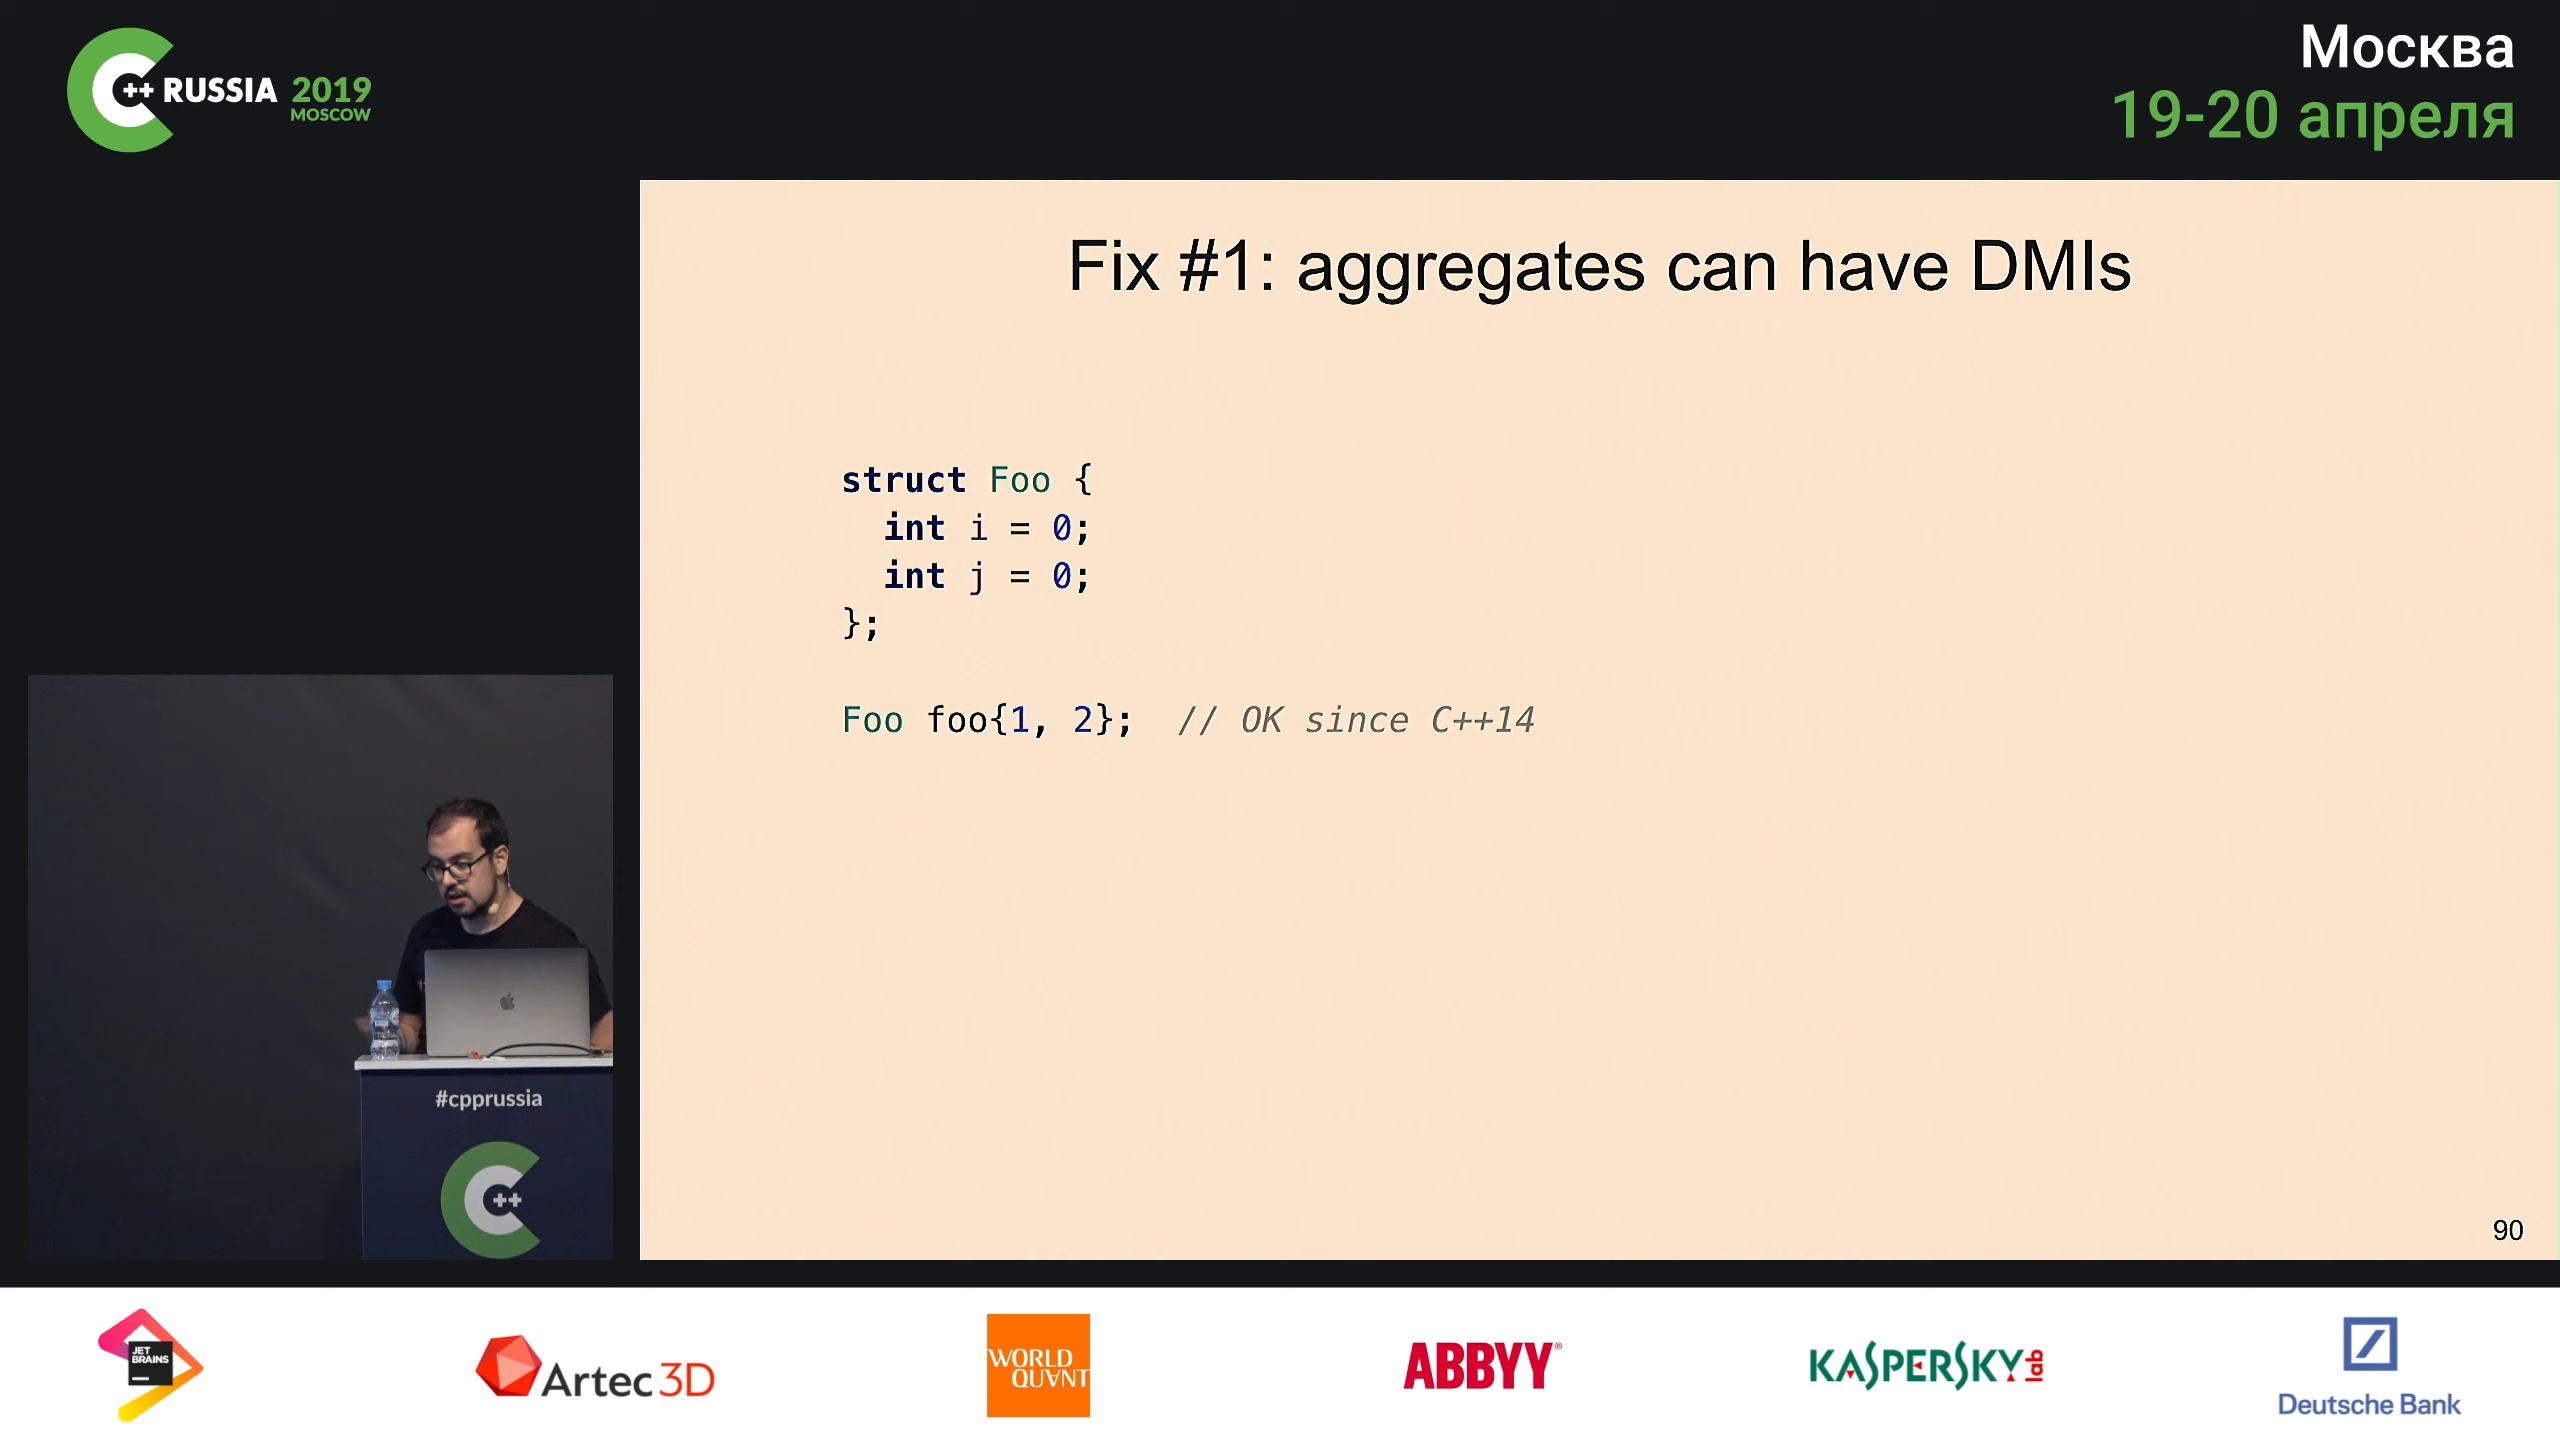 C++ RUSSIA 2019
MOSCOW
Москва
19-20 апреля
Fix #1: aggregates can have DMIs
struct Foo {
int i = 0;
int j = 0;
};
Foo foo{1, 2}; // OK since C++14
90
#cpprussia
C++
JET
BRAINS
Artec 3D
WORLD
QUANT
ABBYY®
KASPERSKY lab
Deutsche Bank